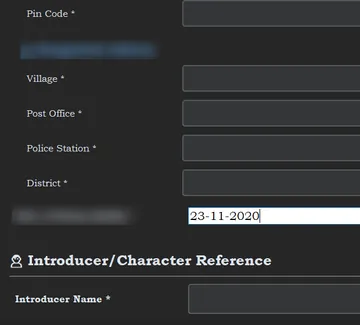 Pin Code *
Village *
Post Office *
Police Station *
District *
23-11-2020
Introducer/Character Reference
Introducer Name *